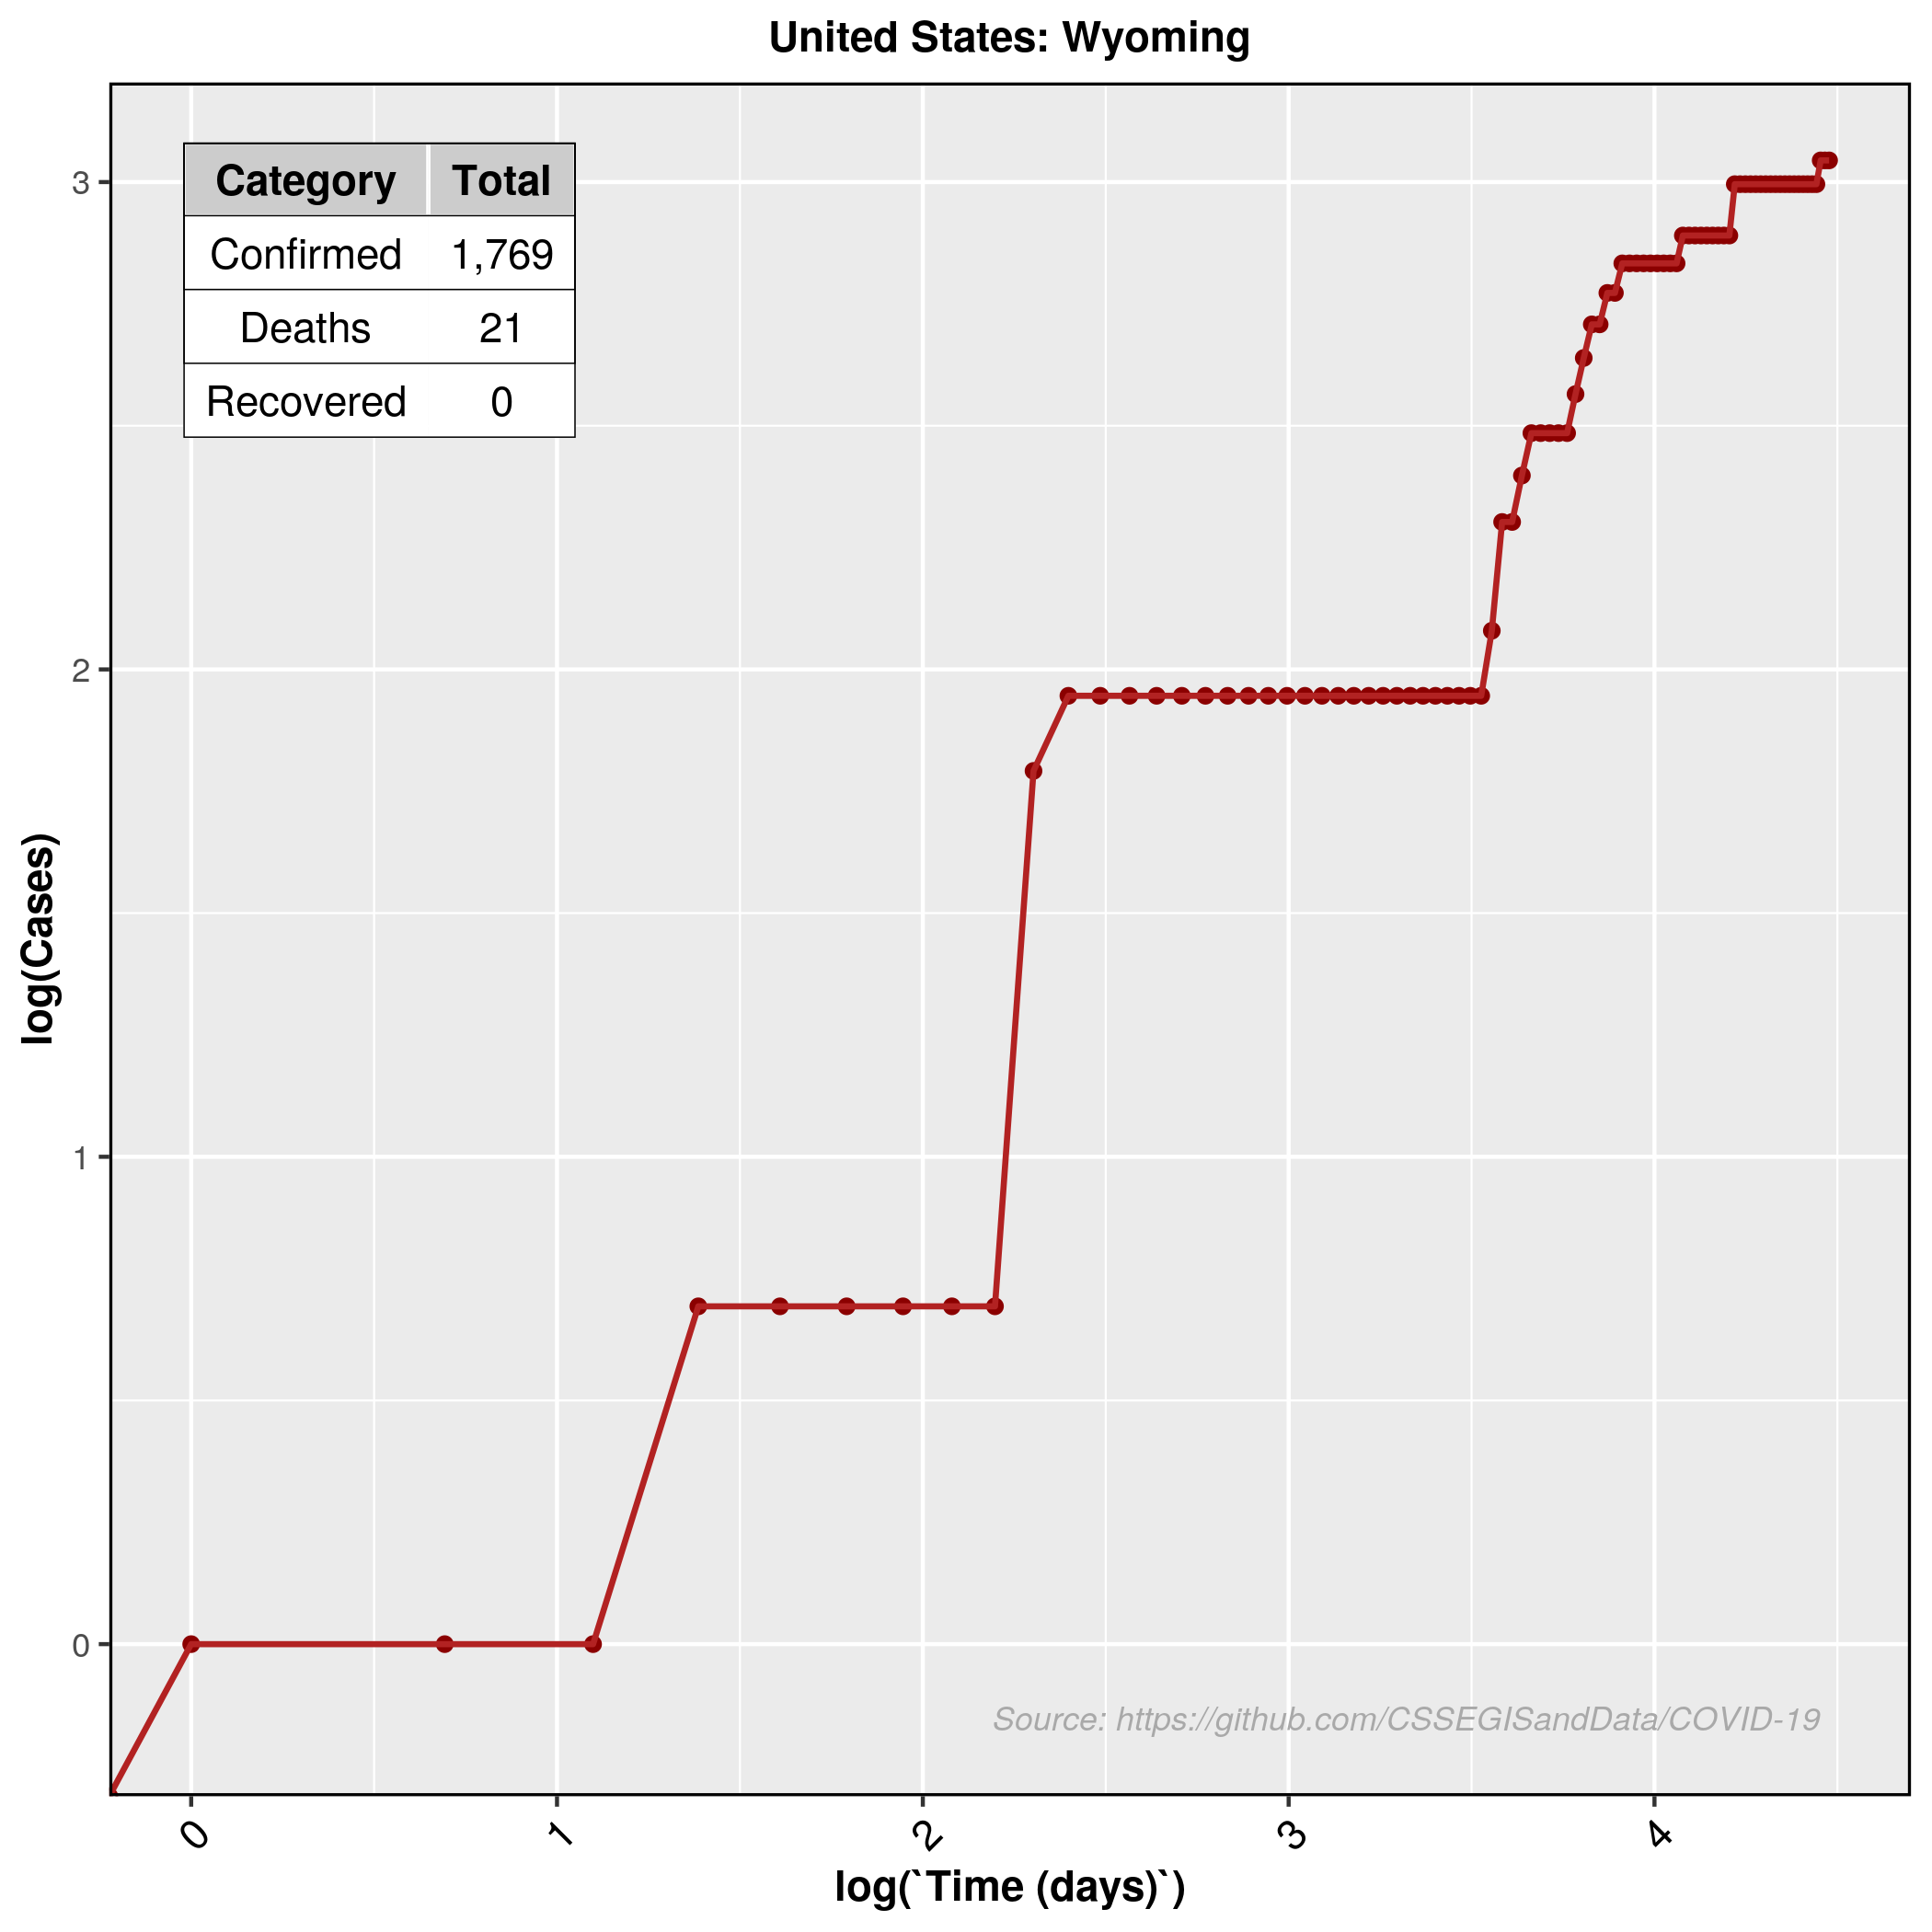 United States: Wyoming
Category Total
Confirmed 1,769
Deaths 21
Recovered 0
3
2
1
0
log(Cases)
Source: https://github.com/CSSEGISandData/COVID-19
0 1 2 3 4
log(`Time (days)`)